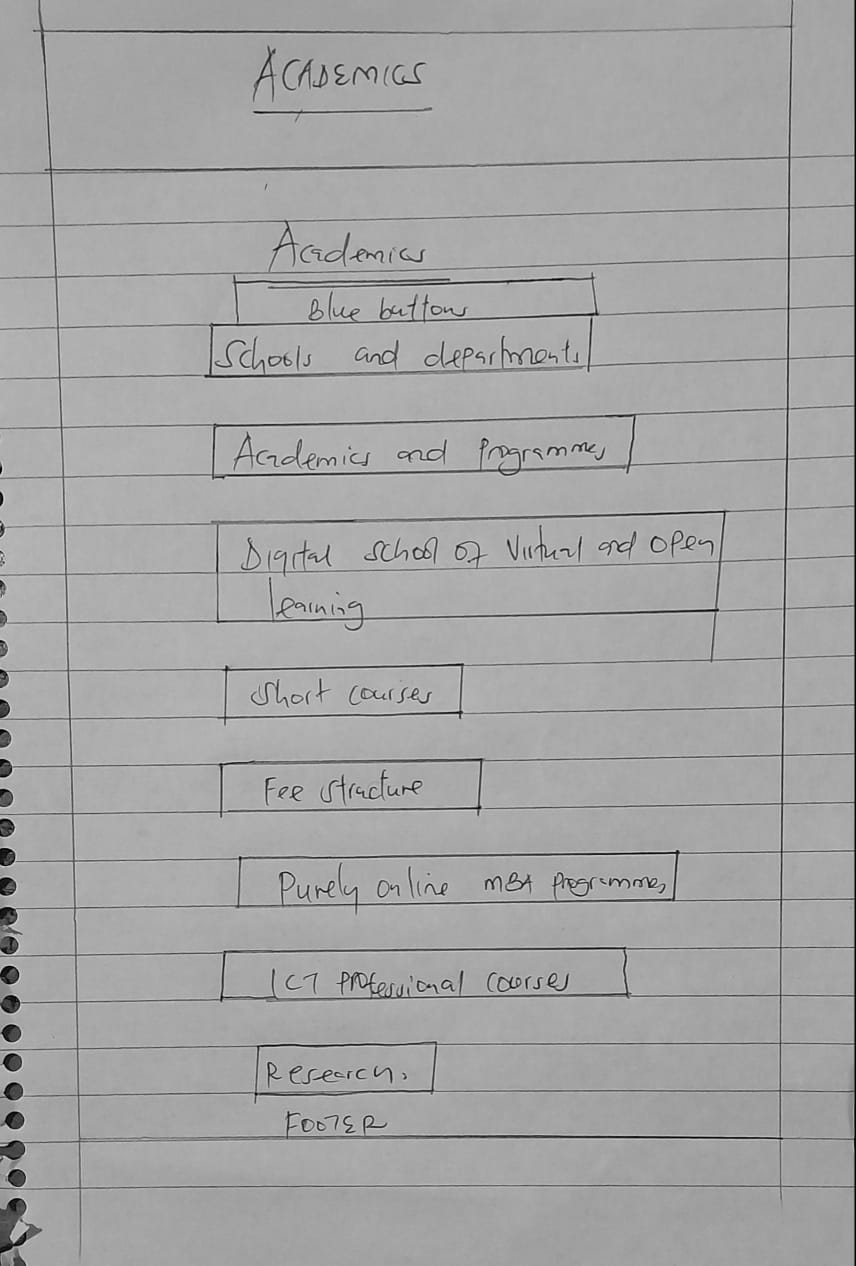 ACADEMICS
Academics
Blue buttons
Schools and departments
Academics and Programmes
Digital school of Virtual and open
learning
Short courses
Fee structure
Purely online MBA Programmes
ICT professional courses
Research.
FOOTER